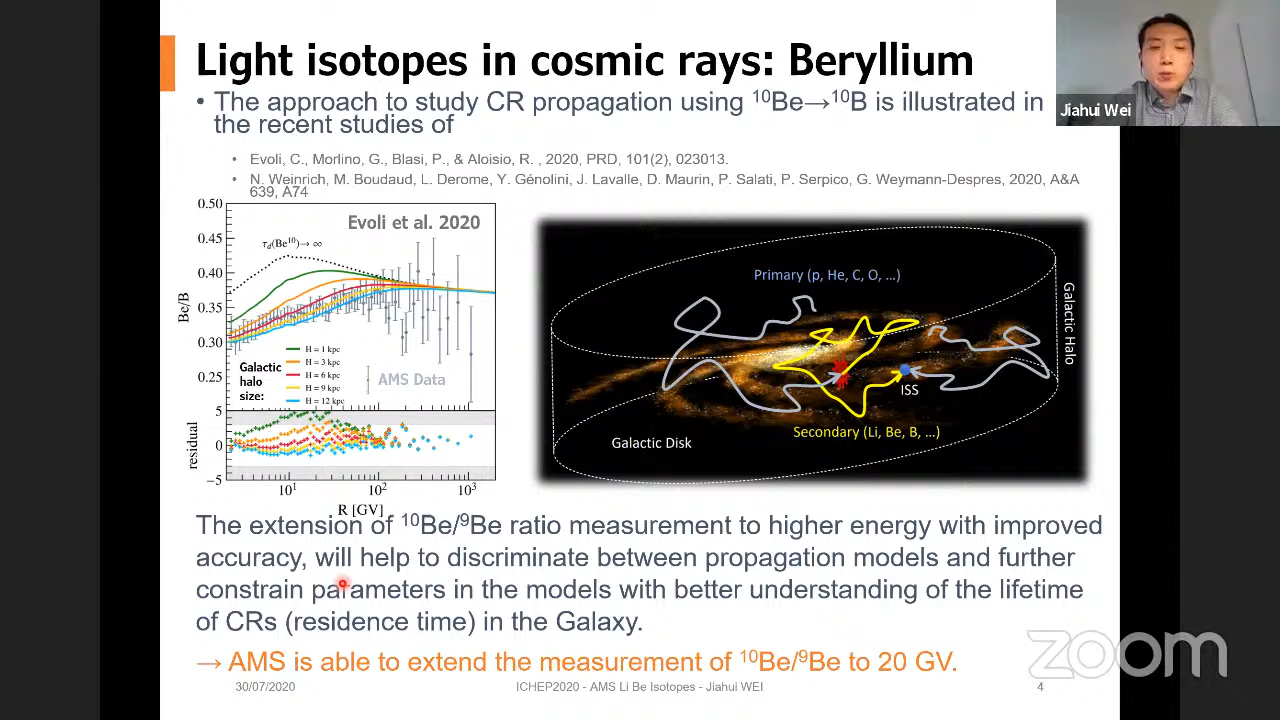 Light isotopes in cosmic rays: Beryllium
Jiahui Wei
• The approach to study CR propagation using ¹⁰Be→¹⁰B is illustrated in
the recent studies of
• Evoli, C., Morlino, G., Blasi, P., & Aloisio, R. , 2020, PRD, 101(2), 023013.
• N. Weinrich, M. Boudaud, L. Derome, Y. Génolini, J. Lavalle, D. Maurin, P. Salati, P. Serpico, G. Weymann-Despres, 2020, A&A
639, A74
0.50
0.45
0.40
0.35
0.30
0.25
Be/B
Evoli et al. 2020
τd(Be¹⁰)→ ∞
Galactic
halo
size:
H = 1 kpc
H = 3 kpc
H = 6 kpc
H = 9 kpc
H = 12 kpc
AMS Data
5
0
−5
residual
10¹
10²
10³
R [GV]
Primary (p, He, C, O, …)
Galactic Halo
ISS
Secondary (Li, Be, B, …)
Galactic Disk
The extension of ¹⁰Be/⁹Be ratio measurement to higher energy with improved
accuracy, will help to discriminate between propagation models and further
constrain parameters in the models with better understanding of the lifetime
of CRs (residence time) in the Galaxy.
→ AMS is able to extend the measurement of ¹⁰Be/⁹Be to 20 GV.
zoom
30/07/2020
ICHEP2020 - AMS Li Be Isotopes - Jiahui WEI
4